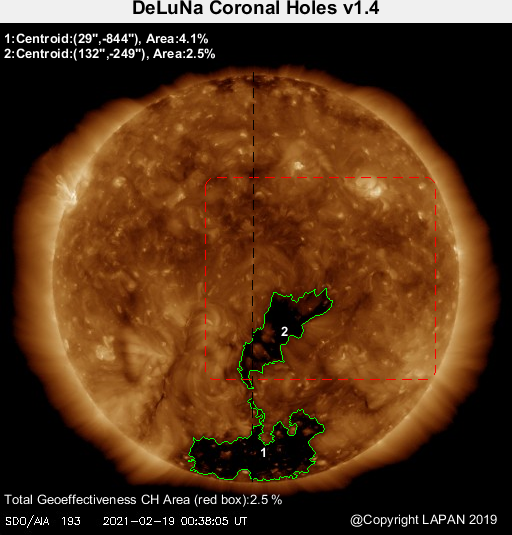 DeLuNa Coronal Holes v1.4
1:Centroid:(29",-844"), Area:4.1%
2:Centroid:(132",-249"), Area:2.5%
2
1
Total Geoeffectiveness CH Area (red box):2.5 %
SDO/AIA 193 2021-02-19 00:38:05 UT
@Copyright LAPAN 2019